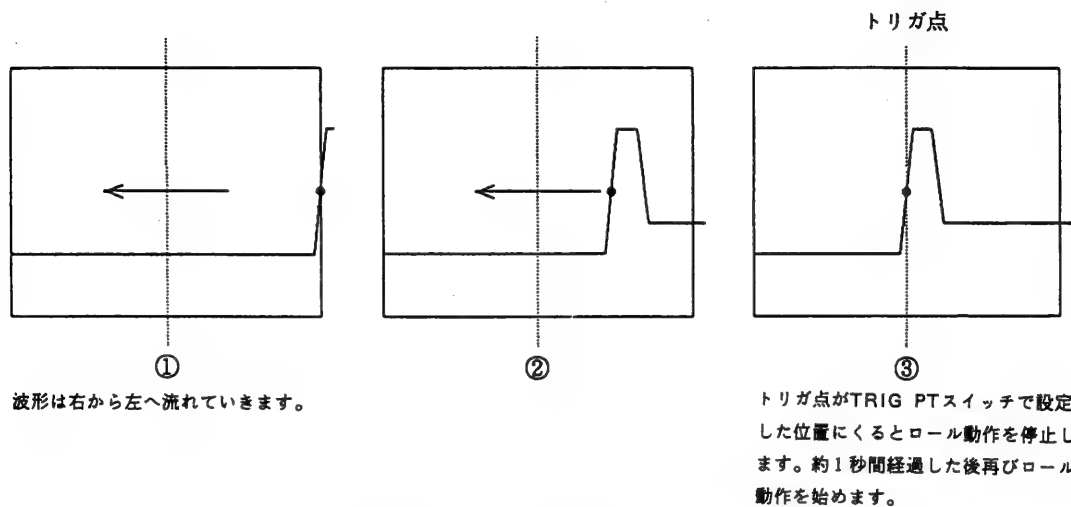 トリガ点
①
②
③
波形は右から左へ流れていきます。
トリガ点がTRIG PTスイッチで設定
した位置にくるとロール動作を停止し
ます。約1秒間経過した後再びロール
動作を始めます。